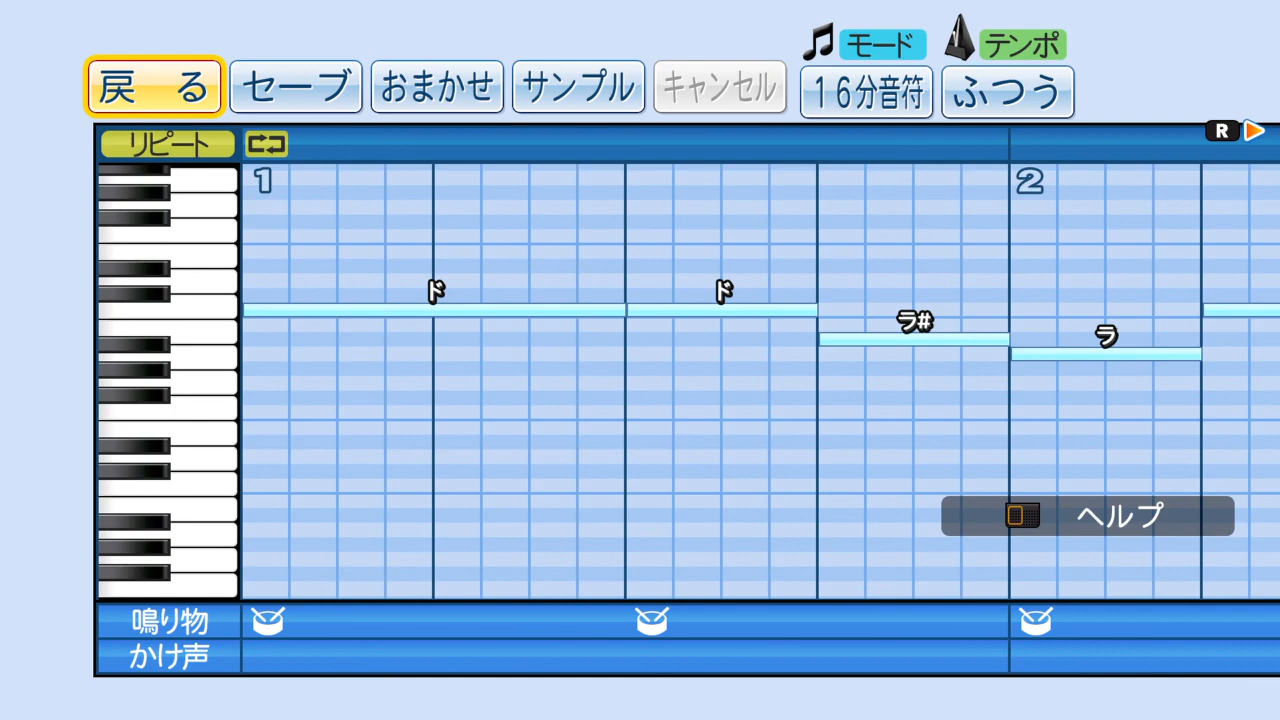 モード テンポ
戻る セーブ おまかせ サンプル キャンセル 16分音符 ふつう
リピート R
1 2
ド ド ラ# ラ
ヘルプ
鳴り物
かけ声